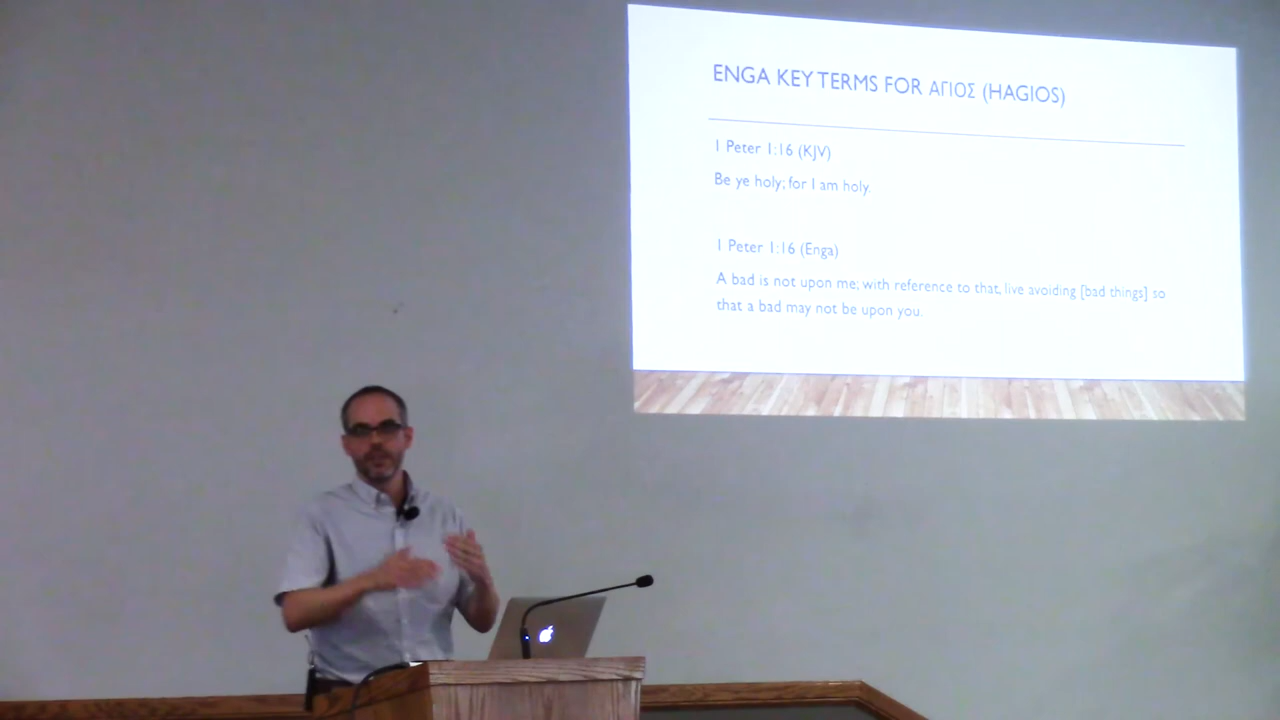 ENGA KEY TERMS FOR ΑΓΙΟΣ (HAGIOS)
1 Peter 1:16 (KJV)
Be ye holy; for I am holy.
1 Peter 1:16 (Enga)
A bad is not upon me; with reference to that, live avoiding [bad things] so
that a bad may not be upon you.